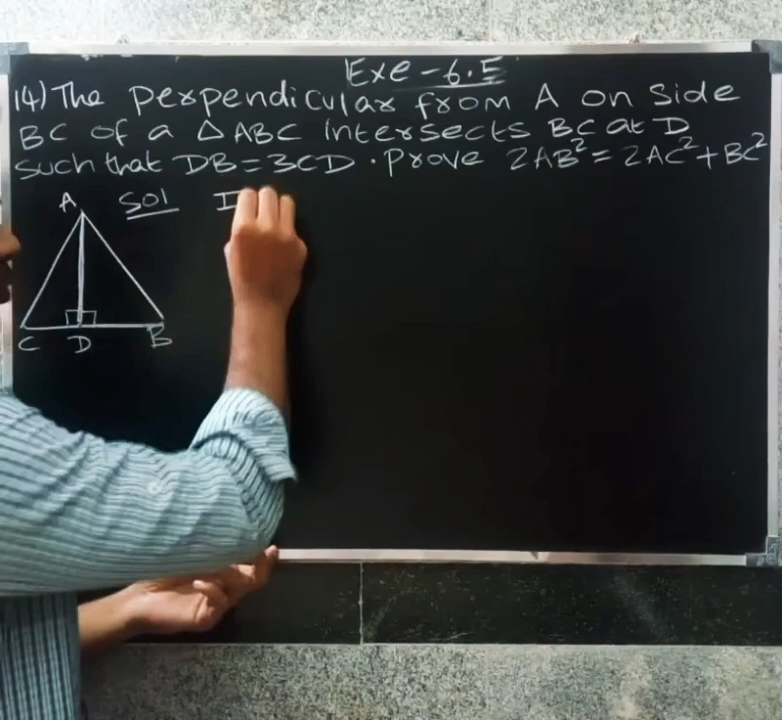 Exe-6.5
14) The perpendicular from A on side
BC of a △ABC intersects BC at D
such that DB=3CD. Prove 2AB²=2AC²+BC²
A
Sol
C D B